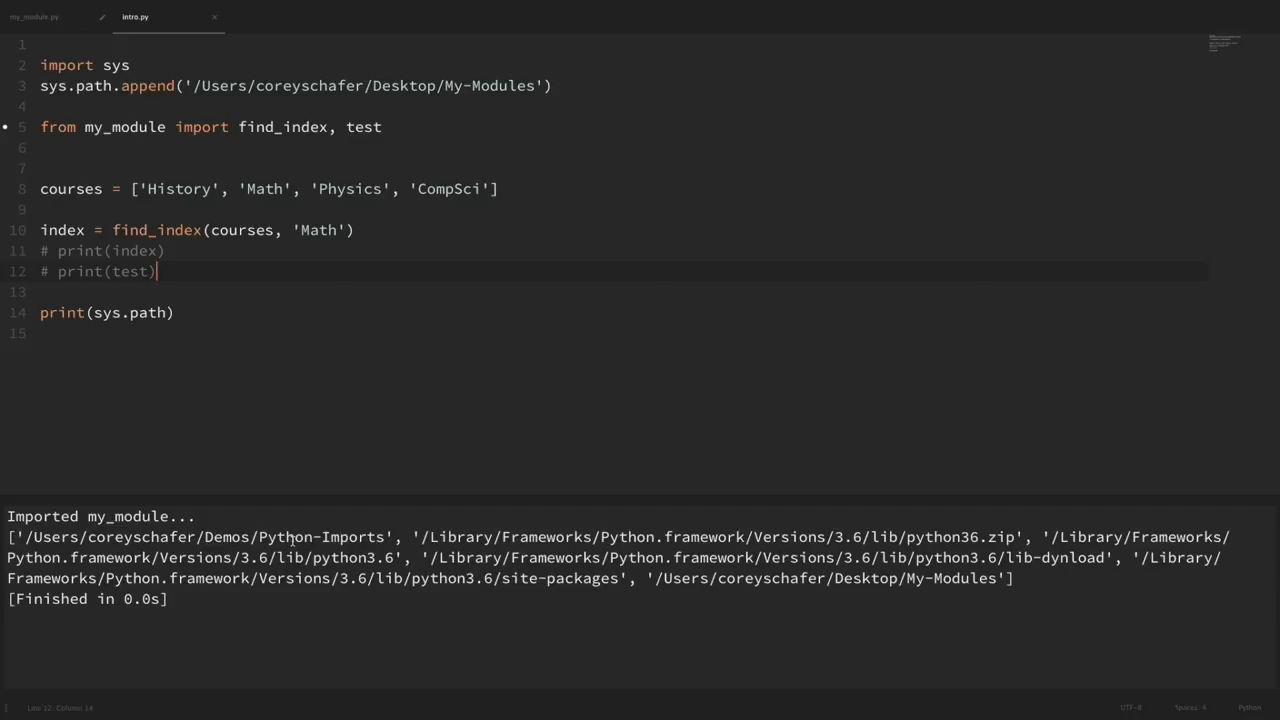 my_module.py
intro.py
1
2 import sys
3 sys.path.append('/Users/coreyschafer/Desktop/My-Modules')
4
5 from my_module import find_index, test
6
7
8 courses = ['History', 'Math', 'Physics', 'CompSci']
9
10 index = find_index(courses, 'Math')
11 # print(index)
12 # print(test)
13
14 print(sys.path)
15
Imported my_module...
['/Users/coreyschafer/Demos/Python-Imports', '/Library/Frameworks/Python.framework/Versions/3.6/lib/python36.zip', '/Library/Frameworks/
Python.framework/Versions/3.6/lib/python3.6', '/Library/Frameworks/Python.framework/Versions/3.6/lib/python3.6/lib-dynload', '/Library/
Frameworks/Python.framework/Versions/3.6/lib/python3.6/site-packages', '/Users/coreyschafer/Desktop/My-Modules']
[Finished in 0.0s]
Line 12, Column 14
UTF-8
Spaces: 4
Python